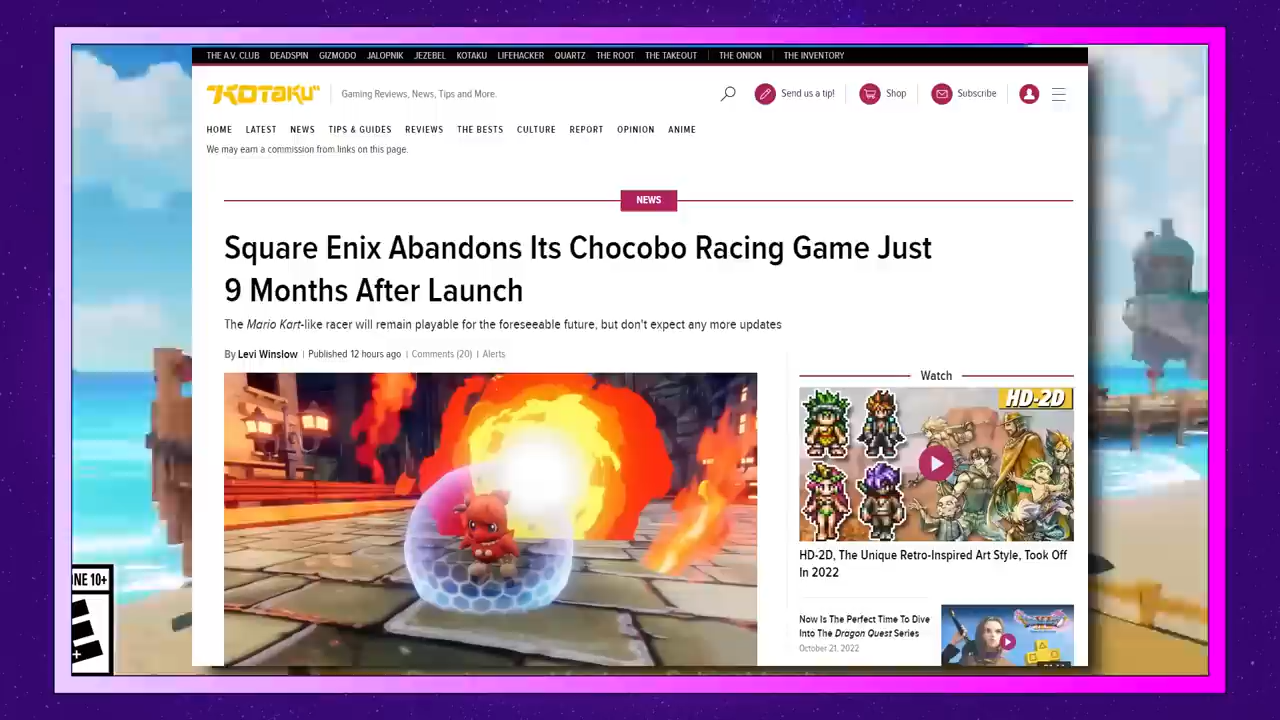 THE A.V. CLUB DEADSPIN GIZMODO JALOPNIK JEZEBEL KOTAKU LIFEHACKER QUARTZ THE ROOT THE TAKEOUT THE ONION THE INVENTORY
KOTAKU Gaming Reviews, News, Tips and More. Send us a tip! Shop Subscribe
HOME LATEST NEWS TIPS & GUIDES REVIEWS THE BESTS CULTURE REPORT OPINION ANIME
We may earn a commission from links on this page.
NEWS
Square Enix Abandons Its Chocobo Racing Game Just
9 Months After Launch
The Mario Kart-like racer will remain playable for the foreseeable future, but don't expect any more updates
By Levi Winslow | Published 12 hours ago | Comments (20) | Alerts
Watch
HD-2D
HD-2D, The Unique Retro-Inspired Art Style, Took Off
In 2022
Now Is The Perfect Time To Dive
Into The Dragon Quest Series
October 21, 2022
NE 10+